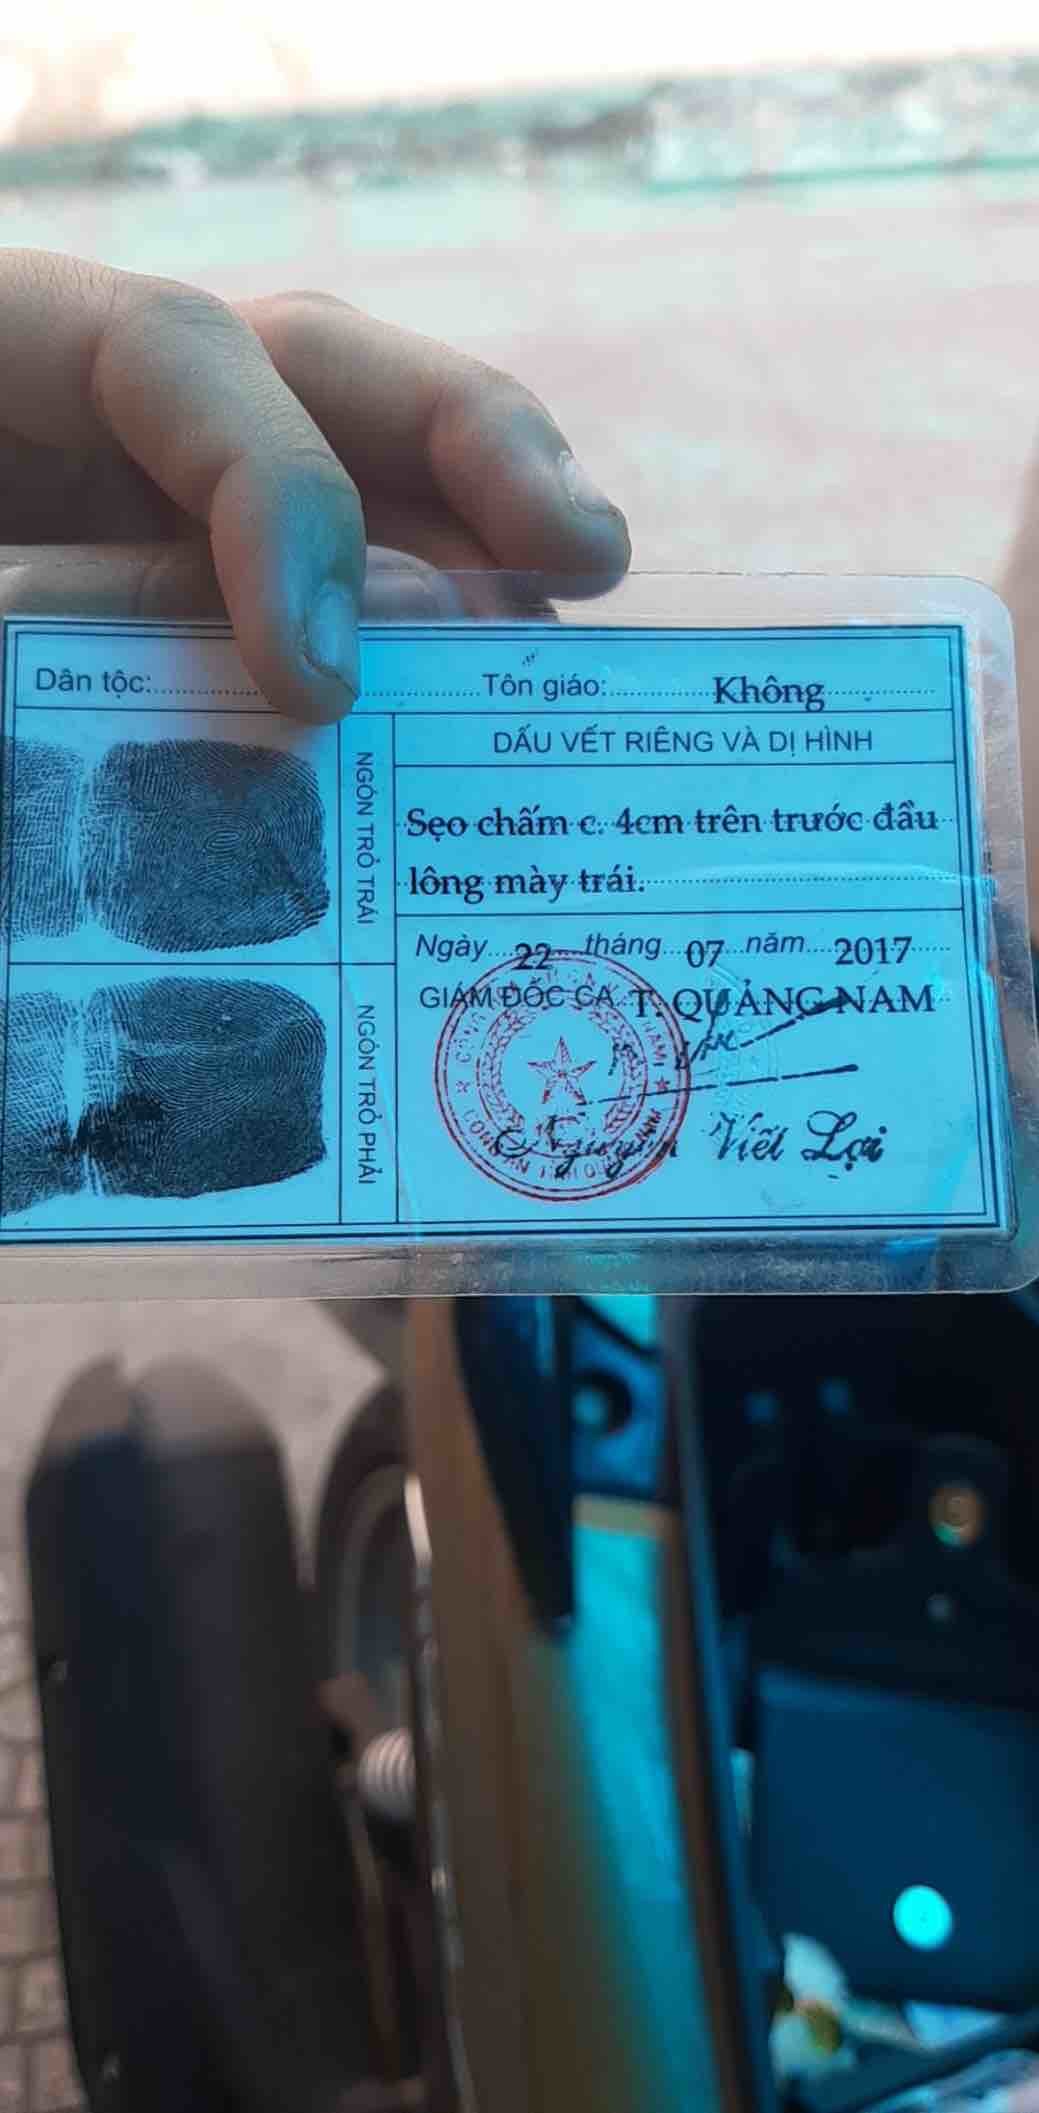 Dân tộc: Tôn giáo: Không
DẤU VẾT RIÊNG VÀ DỊ HÌNH
NGÓN TRỎ TRÁI
Sẹo chấm c. 4cm trên trước đầu
lông mày trái.
Ngày 22 tháng 07 năm 2017
GIÁM ĐỐC CA T. QUẢNG NAM
NGÓN TRỎ PHẢI
Nguyễn Viết Lợi